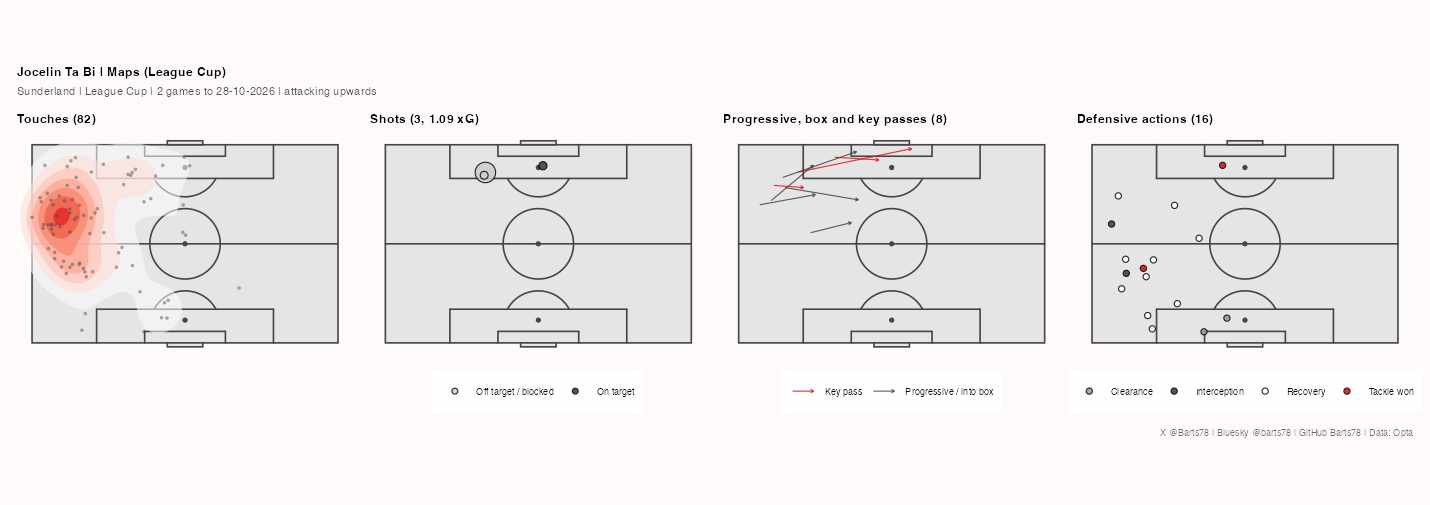 Jocelin Ta Bi | Maps (League Cup)
Sunderland | League Cup | 2 games to 28-10-2026 | attacking upwards
Touches (82)
Shots (3, 1.09 xG)
Progressive, box and key passes (8)
Defensive actions (16)
Off target / blocked
On target
Key pass
Progressive / into box
Clearance
Interception
Recovery
Tackle won
X @Barts78 | Bluesky @barts78 | GitHub Barts78 | Data: Opta